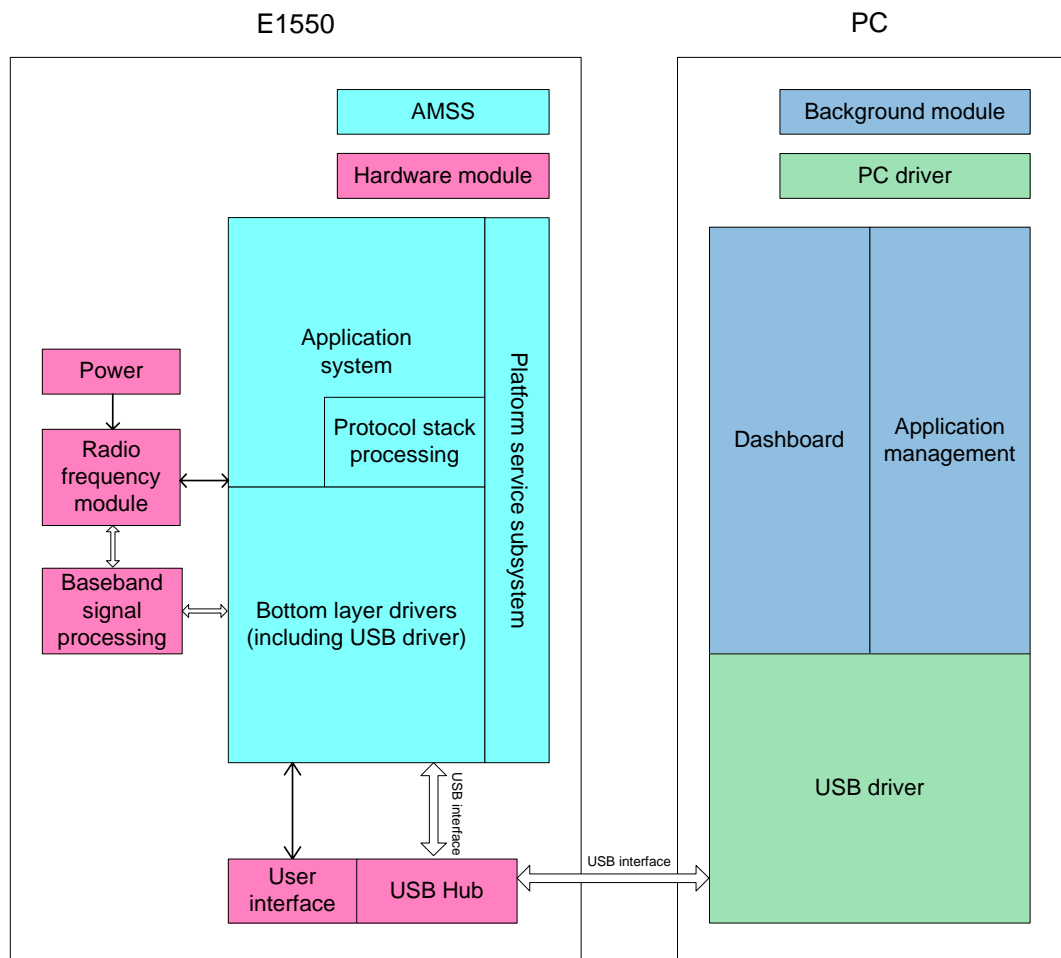 E1550
PC
AMSS
Hardware module
Background module
PC driver
Application
system
Protocol stack
processing
Platform service subsystem
Power
Radio
frequency
module
Baseband
signal
processing
Bottom layer drivers
(including USB driver)
USB interface
User
interface
USB Hub
USB interface
Dashboard
Application
management
USB driver